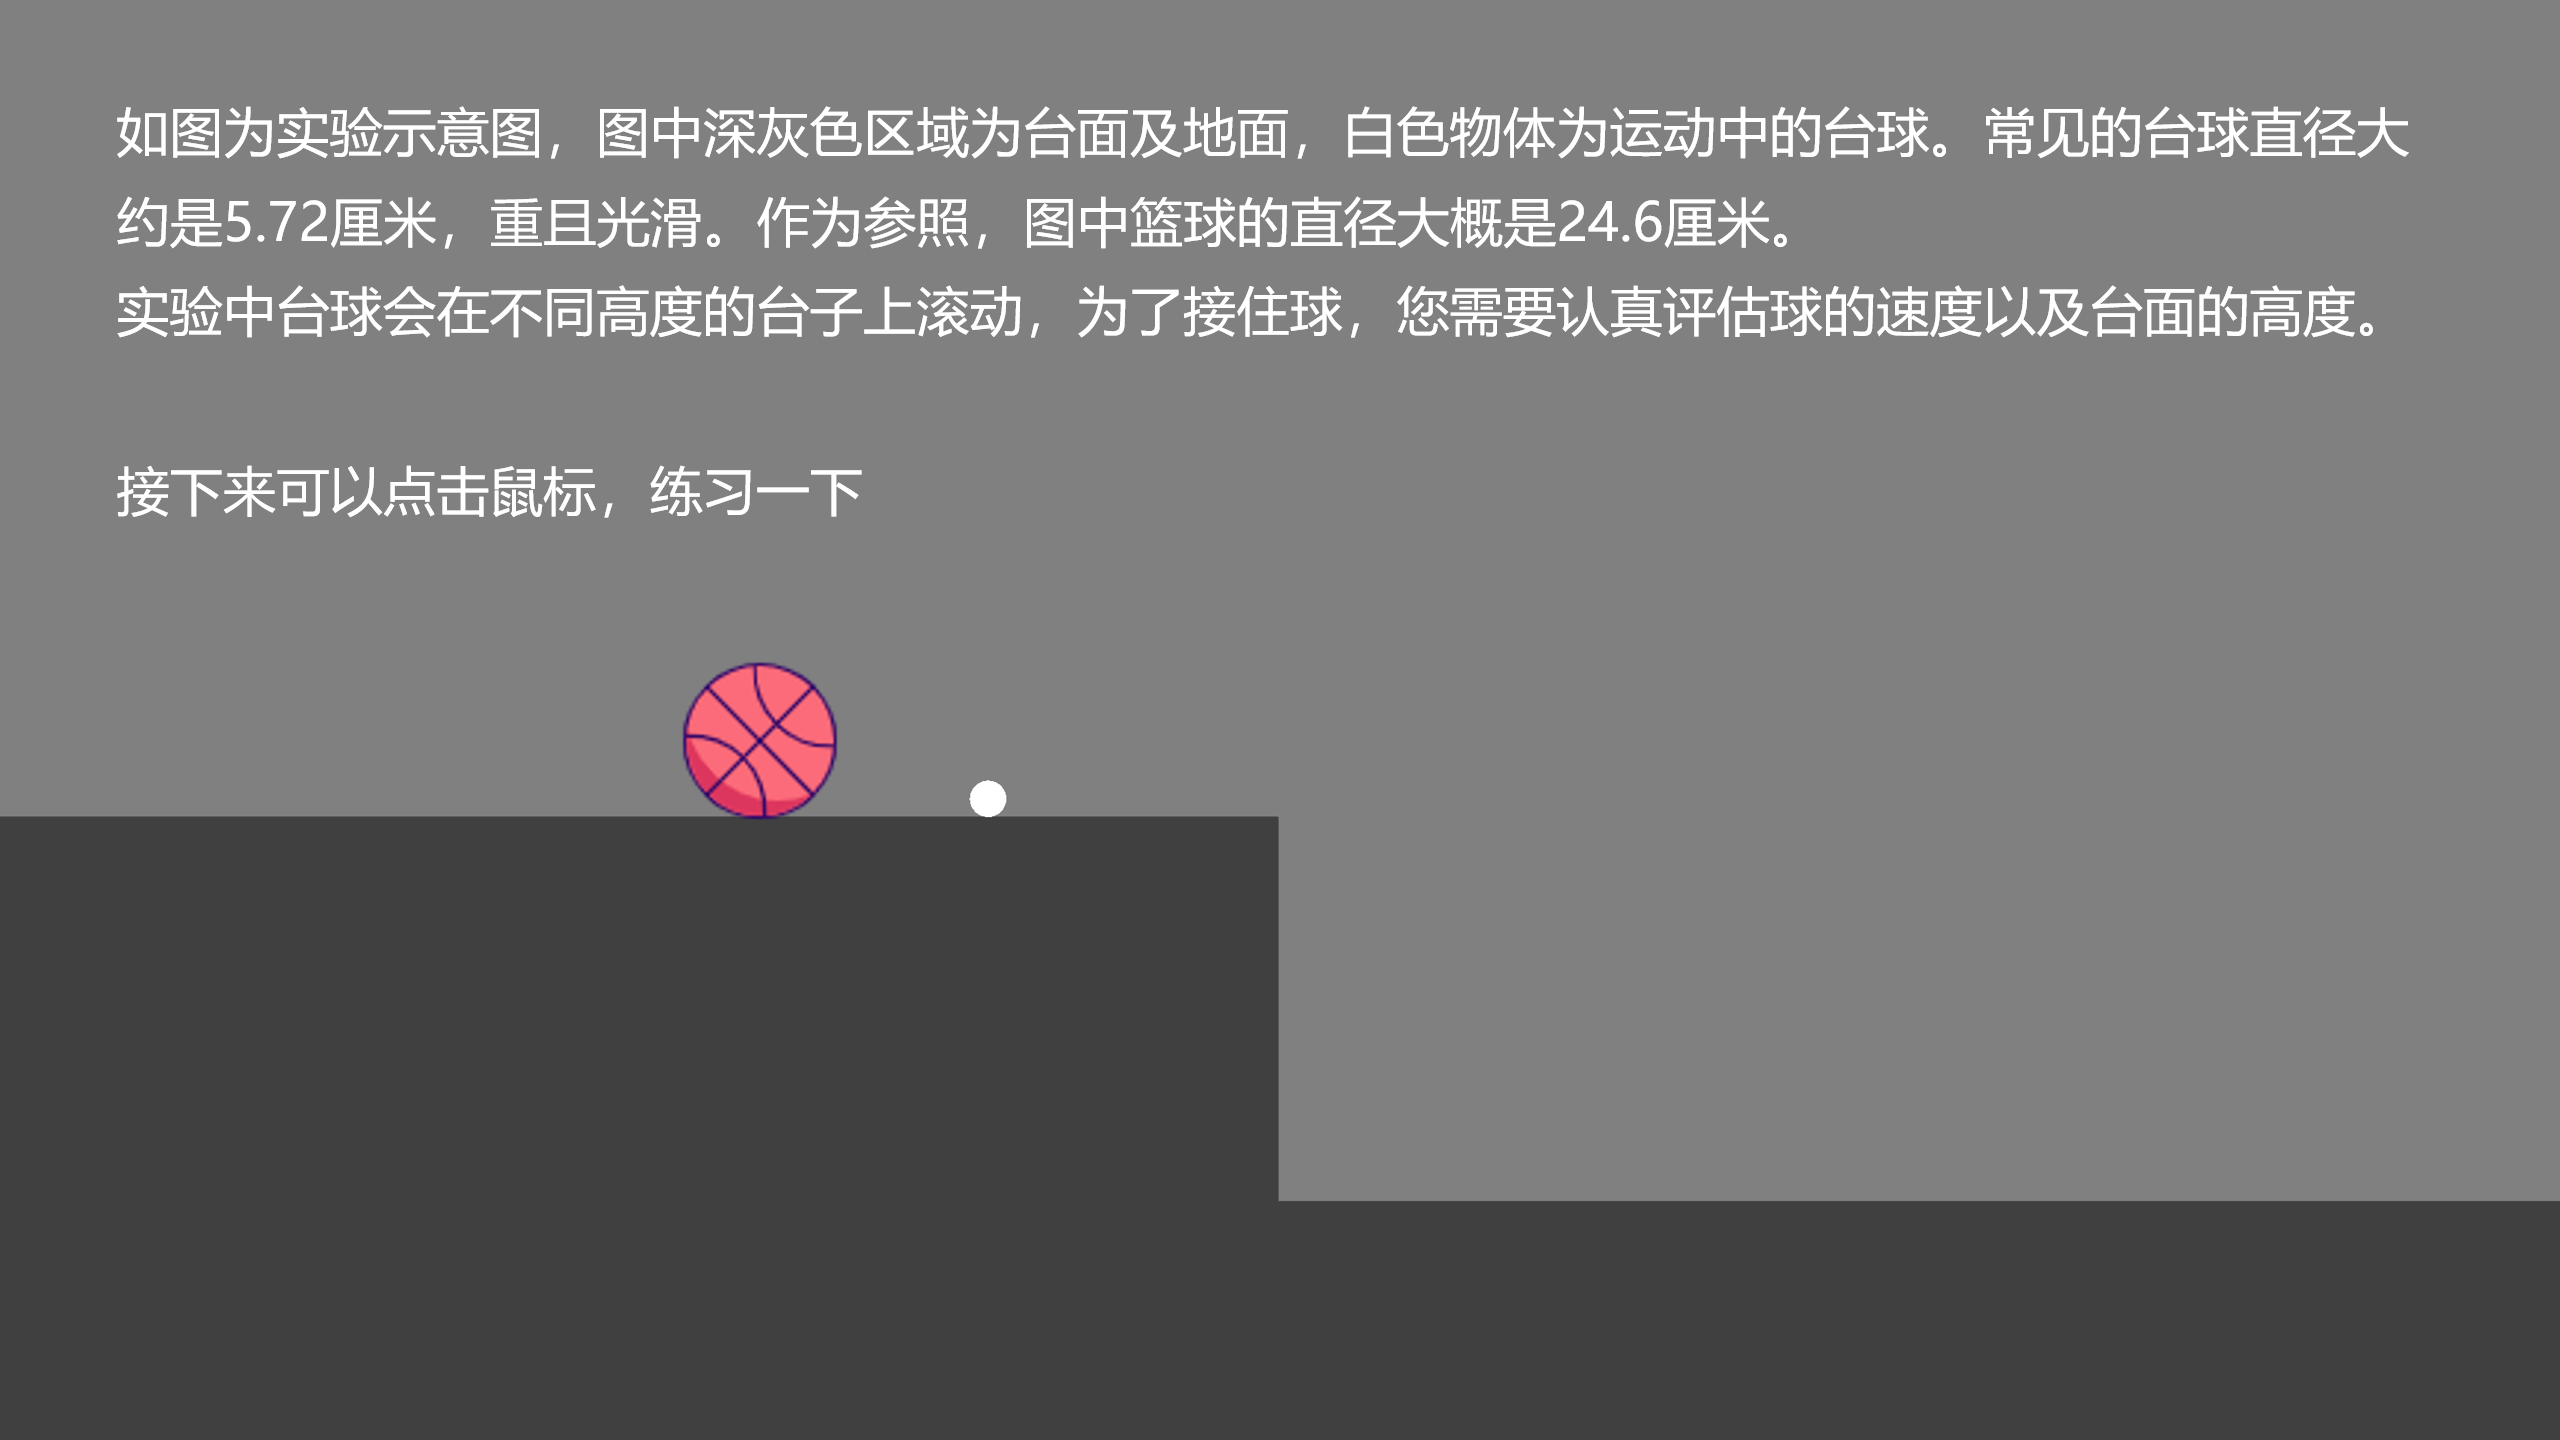 如图为实验示意图，图中深灰色区域为台面及地面，白色物体为运动中的台球。常见的台球直径大
约是5.72厘米，重且光滑。作为参照，图中篮球的直径大概是24.6厘米。
实验中台球会在不同高度的台子上滚动，为了接住球，您需要认真评估球的速度以及台面的高度。
接下来可以点击鼠标，练习一下